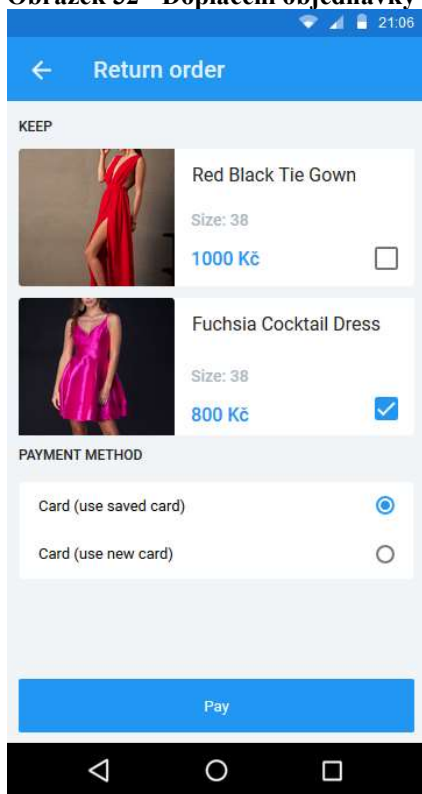 Obrázek 32 - Doplacení objednávky
21:06
Return order
KEEP
Red Black Tie Gown
Size: 38
1000 Kč
Fuchsia Cocktail Dress
Size: 38
800 Kč
PAYMENT METHOD
Card (use saved card)
Card (use new card)
Pay